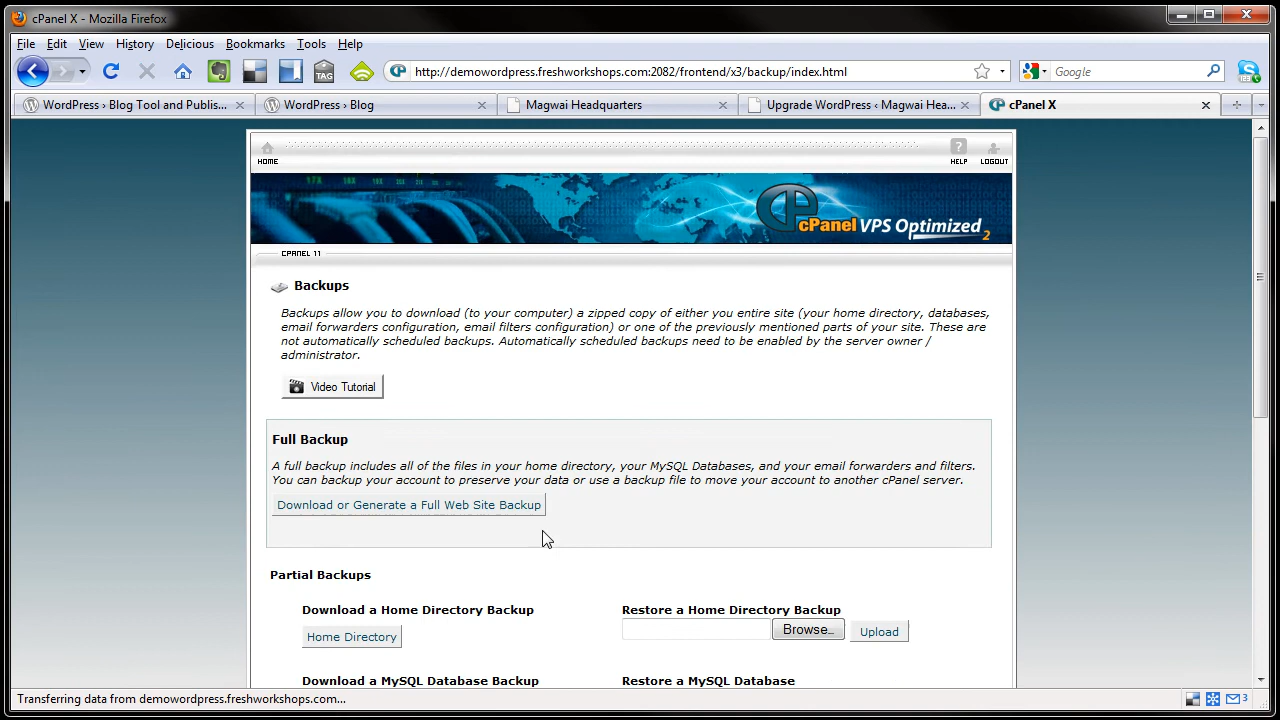 cPanel X - Mozilla Firefox
File Edit View History Delicious Bookmarks Tools Help
TAG
http://demowordpress.freshworkshops.com:2082/frontend/x3/backup/index.html
Google
WordPress › Blog Tool and Publis...
WordPress › Blog
Magwai Headquarters
Upgrade WordPress ‹ Magwai Hea...
cPanel X
HOME
HELP
LOGOUT
cPanel VPS Optimized 2
CPANEL 11
Backups
Backups allow you to download (to your computer) a zipped copy of either you entire site (your home directory, databases,
email forwarders configuration, email filters configuration) or one of the previously mentioned parts of your site. These are
not automatically scheduled backups. Automatically scheduled backups need to be enabled by the server owner /
administrator.
Video Tutorial
Full Backup
A full backup includes all of the files in your home directory, your MySQL Databases, and your email forwarders and filters.
You can backup your account to preserve your data or use a backup file to move your account to another cPanel server.
Download or Generate a Full Web Site Backup
Partial Backups
Download a Home Directory Backup
Restore a Home Directory Backup
Home Directory
Browse...
Upload
Download a MySQL Database Backup
Restore a MySQL Database
Transferring data from demowordpress.freshworkshops.com...
3